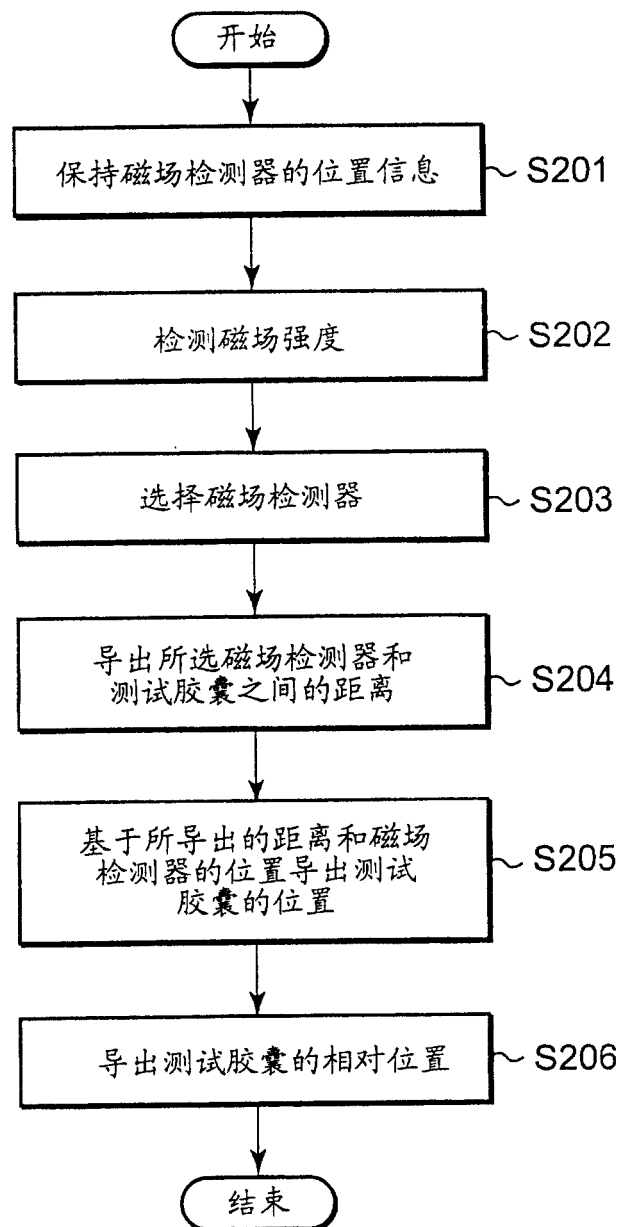 开始
保持磁场检测器的位置信息
S201
检测磁场强度
S202
选择磁场检测器
S203
导出所选磁场检测器和
测试胶囊之间的距离
S204
基于所导出的距离和磁场
检测器的位置导出测试
胶囊的位置
S205
导出测试胶囊的相对位置
S206
结束